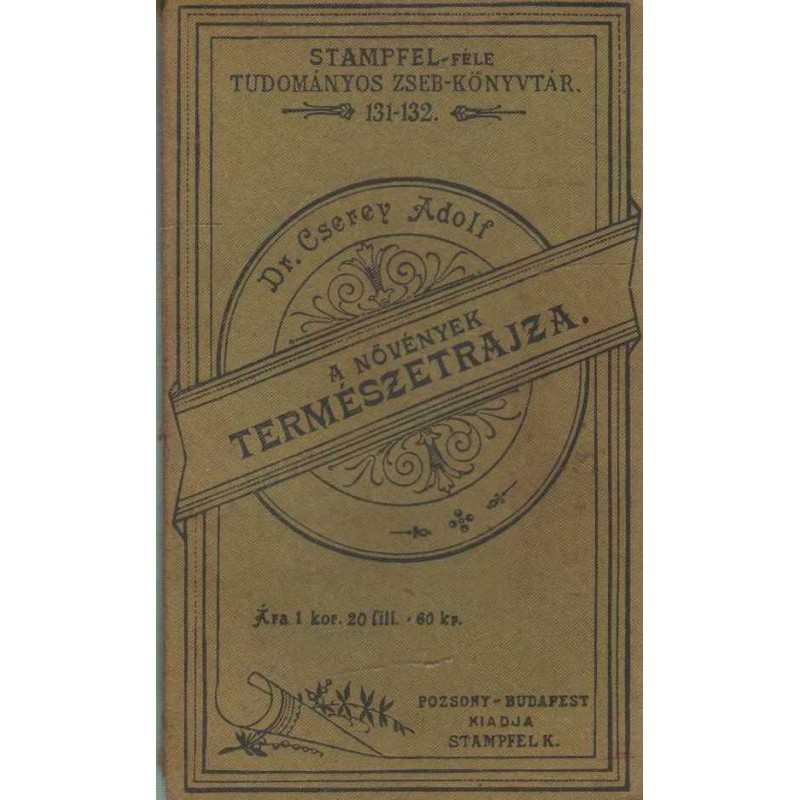 STAMPFEL-FÉLE
TUDOMÁNYOS ZSEB-KÖNYVTÁR.
131-132.
Dr. Cserey Adolf
A NÖVÉNYEK
TERMÉSZETRAJZA.
Ára 1 kor. 20 fill. • 60 kr.
POZSONY-BUDAPEST
KIADJA
STAMPFEL K.